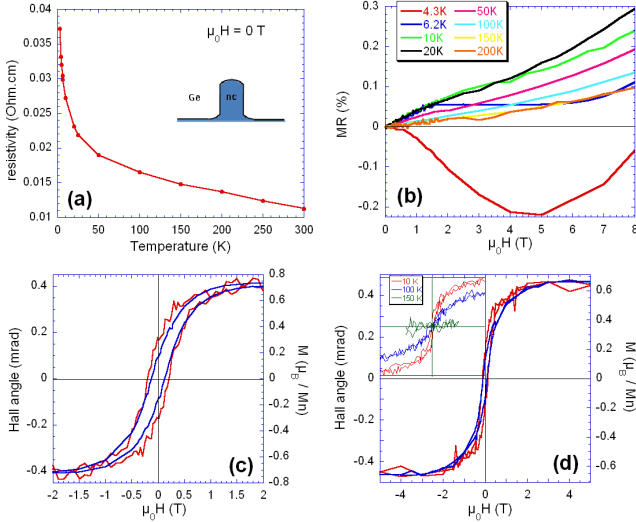 0.04
0.035
0.03
0.025
0.02
0.015
0.01
resistivity (Ohm.cm)
μ₀H = 0 T
Ge
nc
(a)
0 50 100 150 200 250 300
Temperature (K)
4.3K 50K
6.2K 100K
10K 150K
20K 200K
0.3
0.2
0.1
0
-0.1
-0.2
MR (%)
(b)
0 1 2 3 4 5 6 7 8
μ₀H (T)
0.4
0.2
0
-0.2
-0.4
Hall angle (mrad)
0.8
0.6
0.4
0.2
0
-0.2
-0.4
-0.6
-0.8
M (μB / Mn)
(c)
-2 -1.5 -1 -0.5 0 0.5 1 1.5 2
μ₀H (T)
10 K
100 K
150 K
0.4
0.2
0
-0.2
-0.4
Hall angle (mrad)
0.6
0.4
0.2
0
-0.2
-0.4
-0.6
M (μB / Mn)
(d)
-4 -2 0 2 4
μ₀H (T)